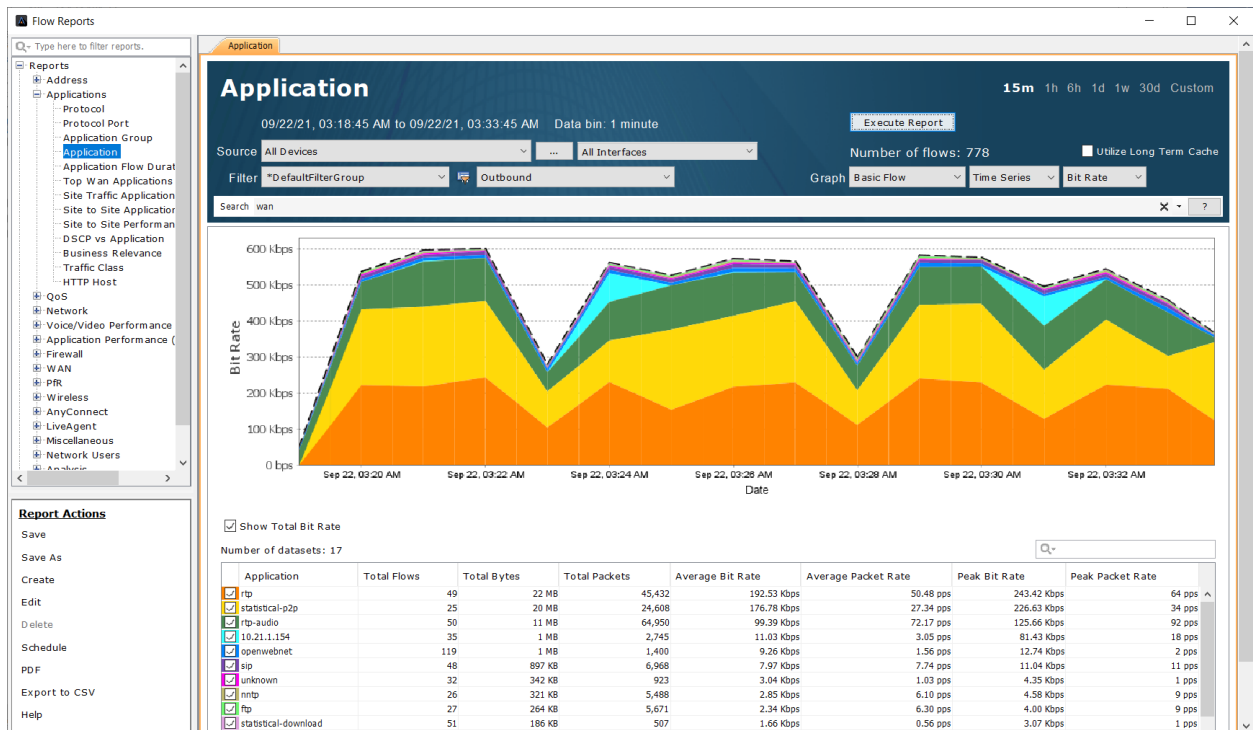 Flow Reports
Type here to filter reports.
Reports
Address
Applications
Protocol
Protocol Port
Application Group
Application
Application Flow Durat
Top Wan Applications
Site Traffic Application
Site to Site Application
Site to Site Performan
DSCP vs Application
Business Relevance
Traffic Class
HTTP Host
QoS
Network
Voice/Video Performance
Application Performance (
Firewall
WAN
PfR
Wireless
AnyConnect
LiveAgent
Miscellaneous
Network Users
Analysis
Report Actions
Save
Save As
Create
Edit
Delete
Schedule
PDF
Export to CSV
Help
Application
Application
15m 1h 6h 1d 1w 30d Custom
09/22/21, 03:18:45 AM to 09/22/21, 03:33:45 AM Data bin: 1 minute
Execute Report
Source All Devices ... All Interfaces
Number of flows: 778
Utilize Long Term Cache
Filter *DefaultFilterGroup Outbound
Graph Basic Flow Time Series Bit Rate
Search wan ?
600 Kbps
500 Kbps
400 Kbps
300 Kbps
200 Kbps
100 Kbps
0 bps
Bit Rate
Sep 22, 03:20 AM Sep 22, 03:22 AM Sep 22, 03:24 AM Sep 22, 03:26 AM Sep 22, 03:28 AM Sep 22, 03:30 AM Sep 22, 03:32 AM
Date
Show Total Bit Rate
Number of datasets: 17
Application Total Flows Total Bytes Total Packets Average Bit Rate Average Packet Rate Peak Bit Rate Peak Packet Rate
rtp 49 22 MB 45,432 192.53 Kbps 50.48 pps 243.42 Kbps 64 pps
statistical-p2p 25 20 MB 24,608 176.78 Kbps 27.34 pps 226.63 Kbps 34 pps
rtp-audio 50 11 MB 64,950 99.39 Kbps 72.17 pps 125.66 Kbps 92 pps
10.21.1.154 35 1 MB 2,745 11.03 Kbps 3.05 pps 81.43 Kbps 18 pps
openwebnet 119 1 MB 1,400 9.26 Kbps 1.56 pps 12.74 Kbps 2 pps
sip 48 897 KB 6,968 7.97 Kbps 7.74 pps 11.04 Kbps 11 pps
unknown 32 342 KB 923 3.04 Kbps 1.03 pps 4.35 Kbps 1 pps
nntp 26 321 KB 5,488 2.85 Kbps 6.10 pps 4.58 Kbps 9 pps
ftp 27 264 KB 5,671 2.34 Kbps 6.30 pps 4.00 Kbps 9 pps
statistical-download 51 186 KB 507 1.66 Kbps 0.56 pps 3.07 Kbps 1 pps